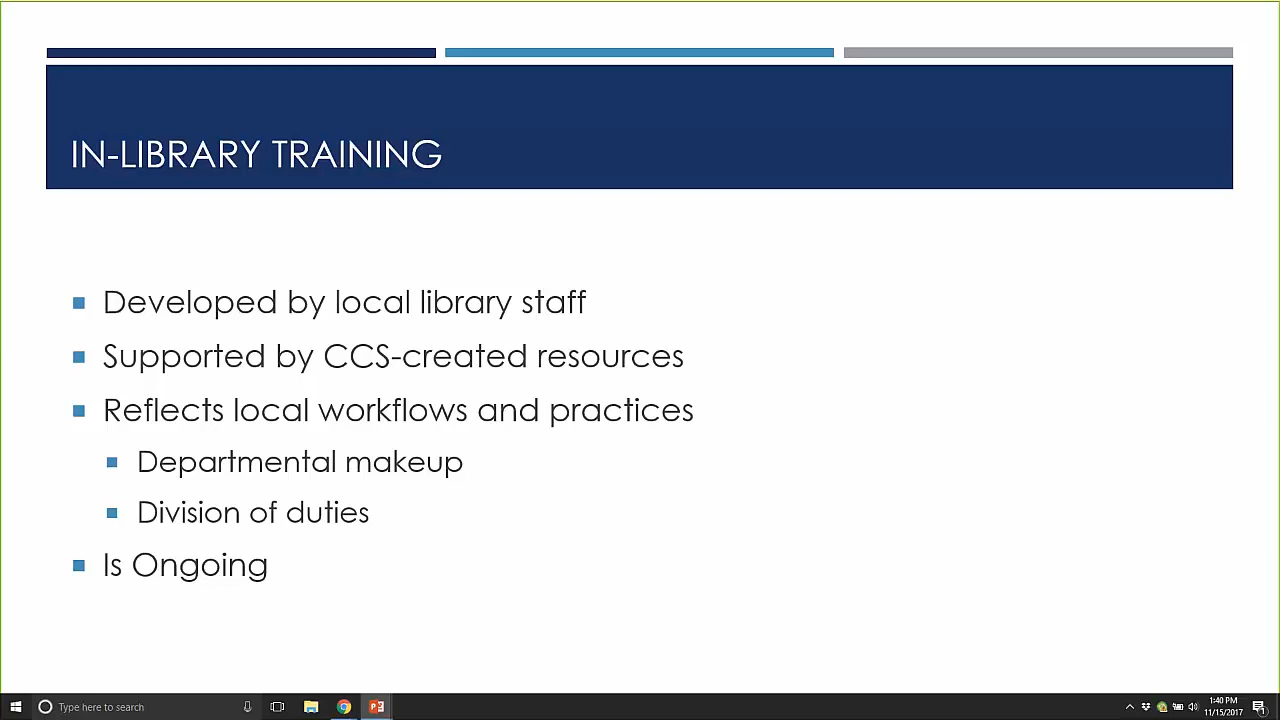 IN-LIBRARY TRAINING
Developed by local library staff
Supported by CCS-created resources
Reflects local workflows and practices
Departmental makeup
Division of duties
Is Ongoing
Type here to search
1:40 PM
11/15/2017